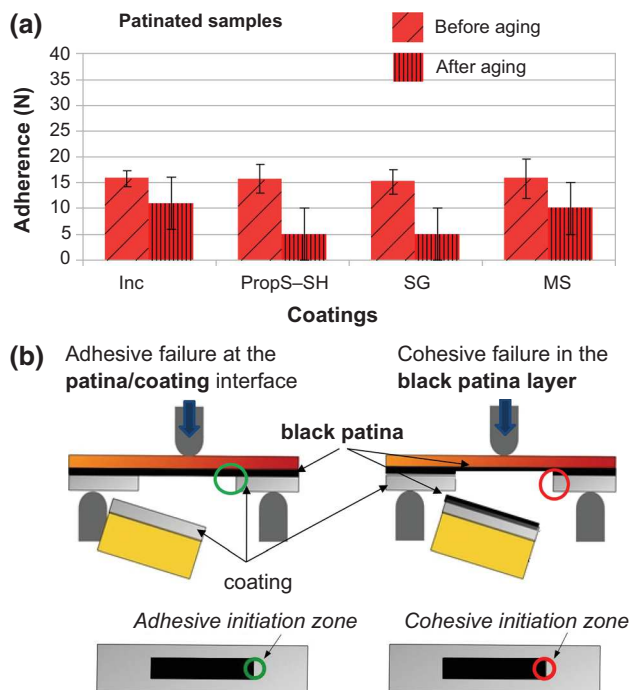 (a) Patinated samples
Before aging
After aging
40
35
30
25
20
15
10
5
0
Adherence (N)
Inc PropS–SH SG MS
Coatings
(b)
Adhesive failure at the
patina/coating interface
Cohesive failure in the
black patina layer
black patina
coating
Adhesive initiation zone
Cohesive initiation zone